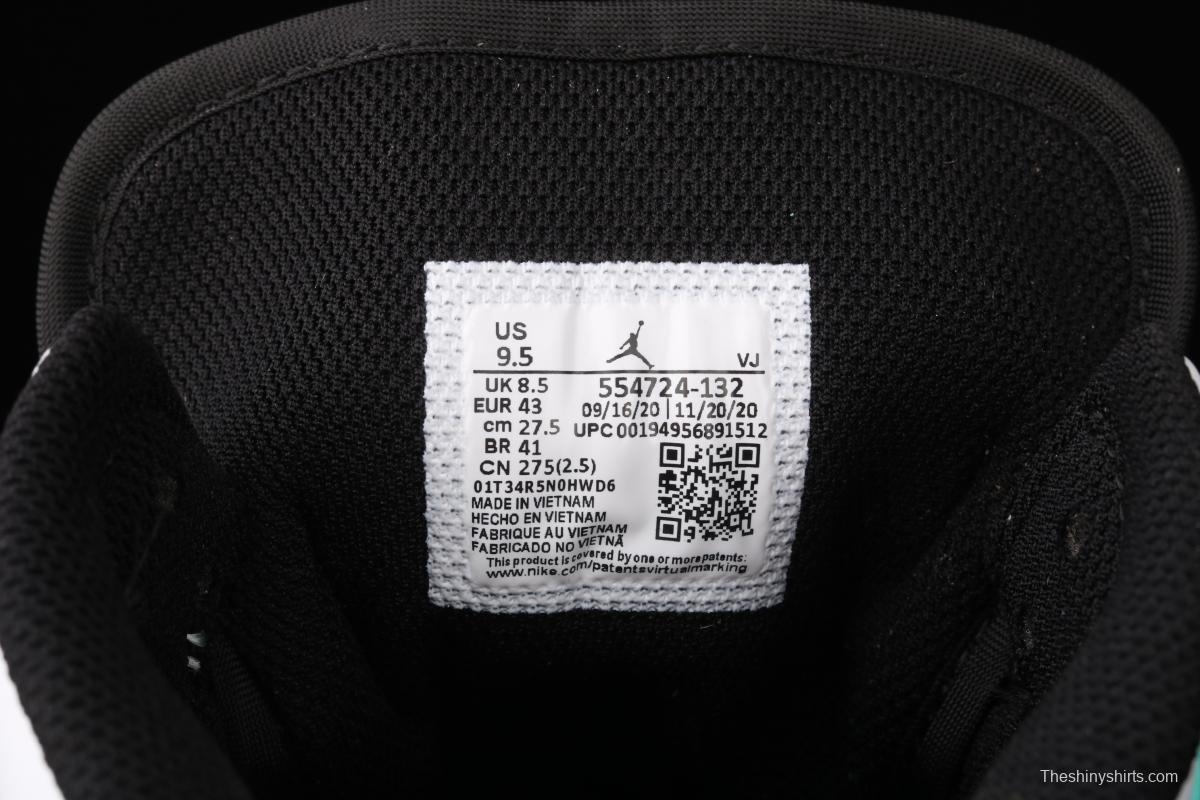 US
9.5
VJ
UK 8.5
554724-132
EUR 43
09/16/20 | 11/20/20
cm 27.5
UPC 00194956891512
BR 41
CN 275(2.5)
01T34R5N0HWD6
MADE IN VIETNAM
HECHO EN VIETNAM
FABRIQUE AU VIETNAM
FABRICADO NO VIETNÃ
This product is covered by one or more patents:
www.nike.com/patentsvirtualmarking
Theshinyshirts.com